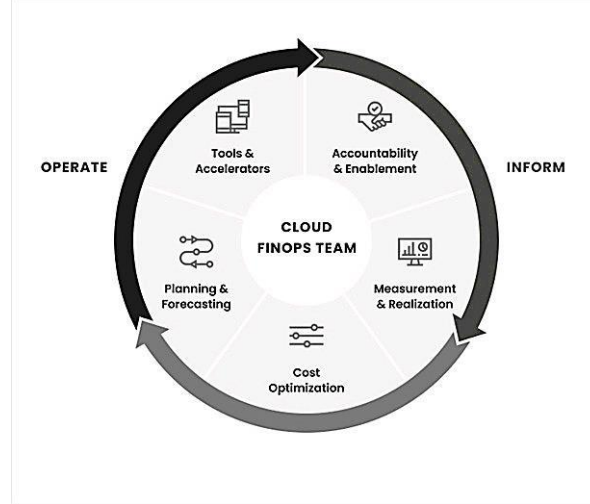 OPERATE
INFORM
Tools &
Accelerators
Accountability
& Enablement
CLOUD
FINOPS TEAM
Planning &
Forecasting
Measurement
& Realization
Cost
Optimization